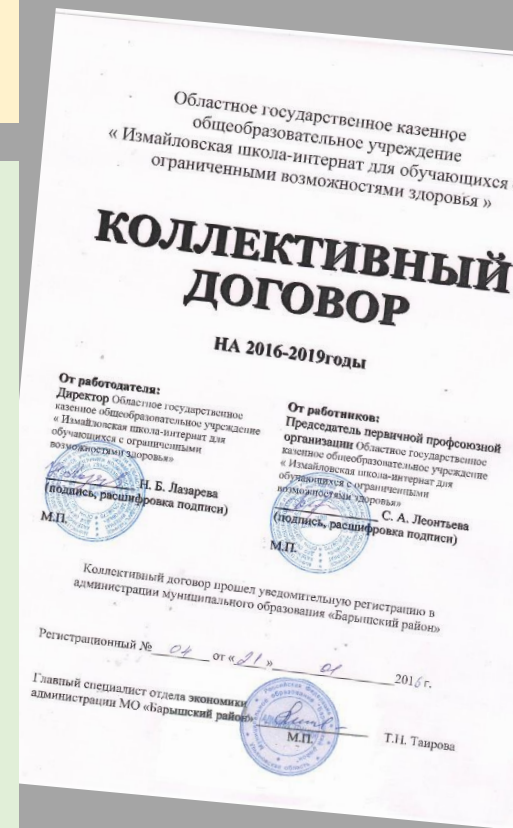 Областное государственное казенное
общеобразовательное учреждение
« Измайловская школа-интернат для обучающихся с
ограниченными возможностями здоровья »
КОЛЛЕКТИВНЫЙ
ДОГОВОР
НА 2016-2019годы
От работодателя:
Директор Областное государственное
казенное общеобразовательное учреждение
« Измайловская школа-интернат для
обучающихся с ограниченными
возможностями здоровья»
Н. Б. Лазарева
(подпись, расшифровка подписи)
М.П.
От работников:
Председатель первичной профсоюзной
организации Областное государственное
казенное общеобразовательное учреждение
« Измайловская школа-интернат для
обучающихся с ограниченными
возможностями здоровья»
С. А. Леонтьева
(подпись, расшифровка подписи)
М.П.
Коллективный договор прошел уведомительную регистрацию в
администрации муниципального образования «Барышский район»
Регистрационный № 04 от « 21 » 01 2016 г.
Главный специалист отдела экономики
администрации МО «Барышский район»
М.П. Т.Н. Таирова